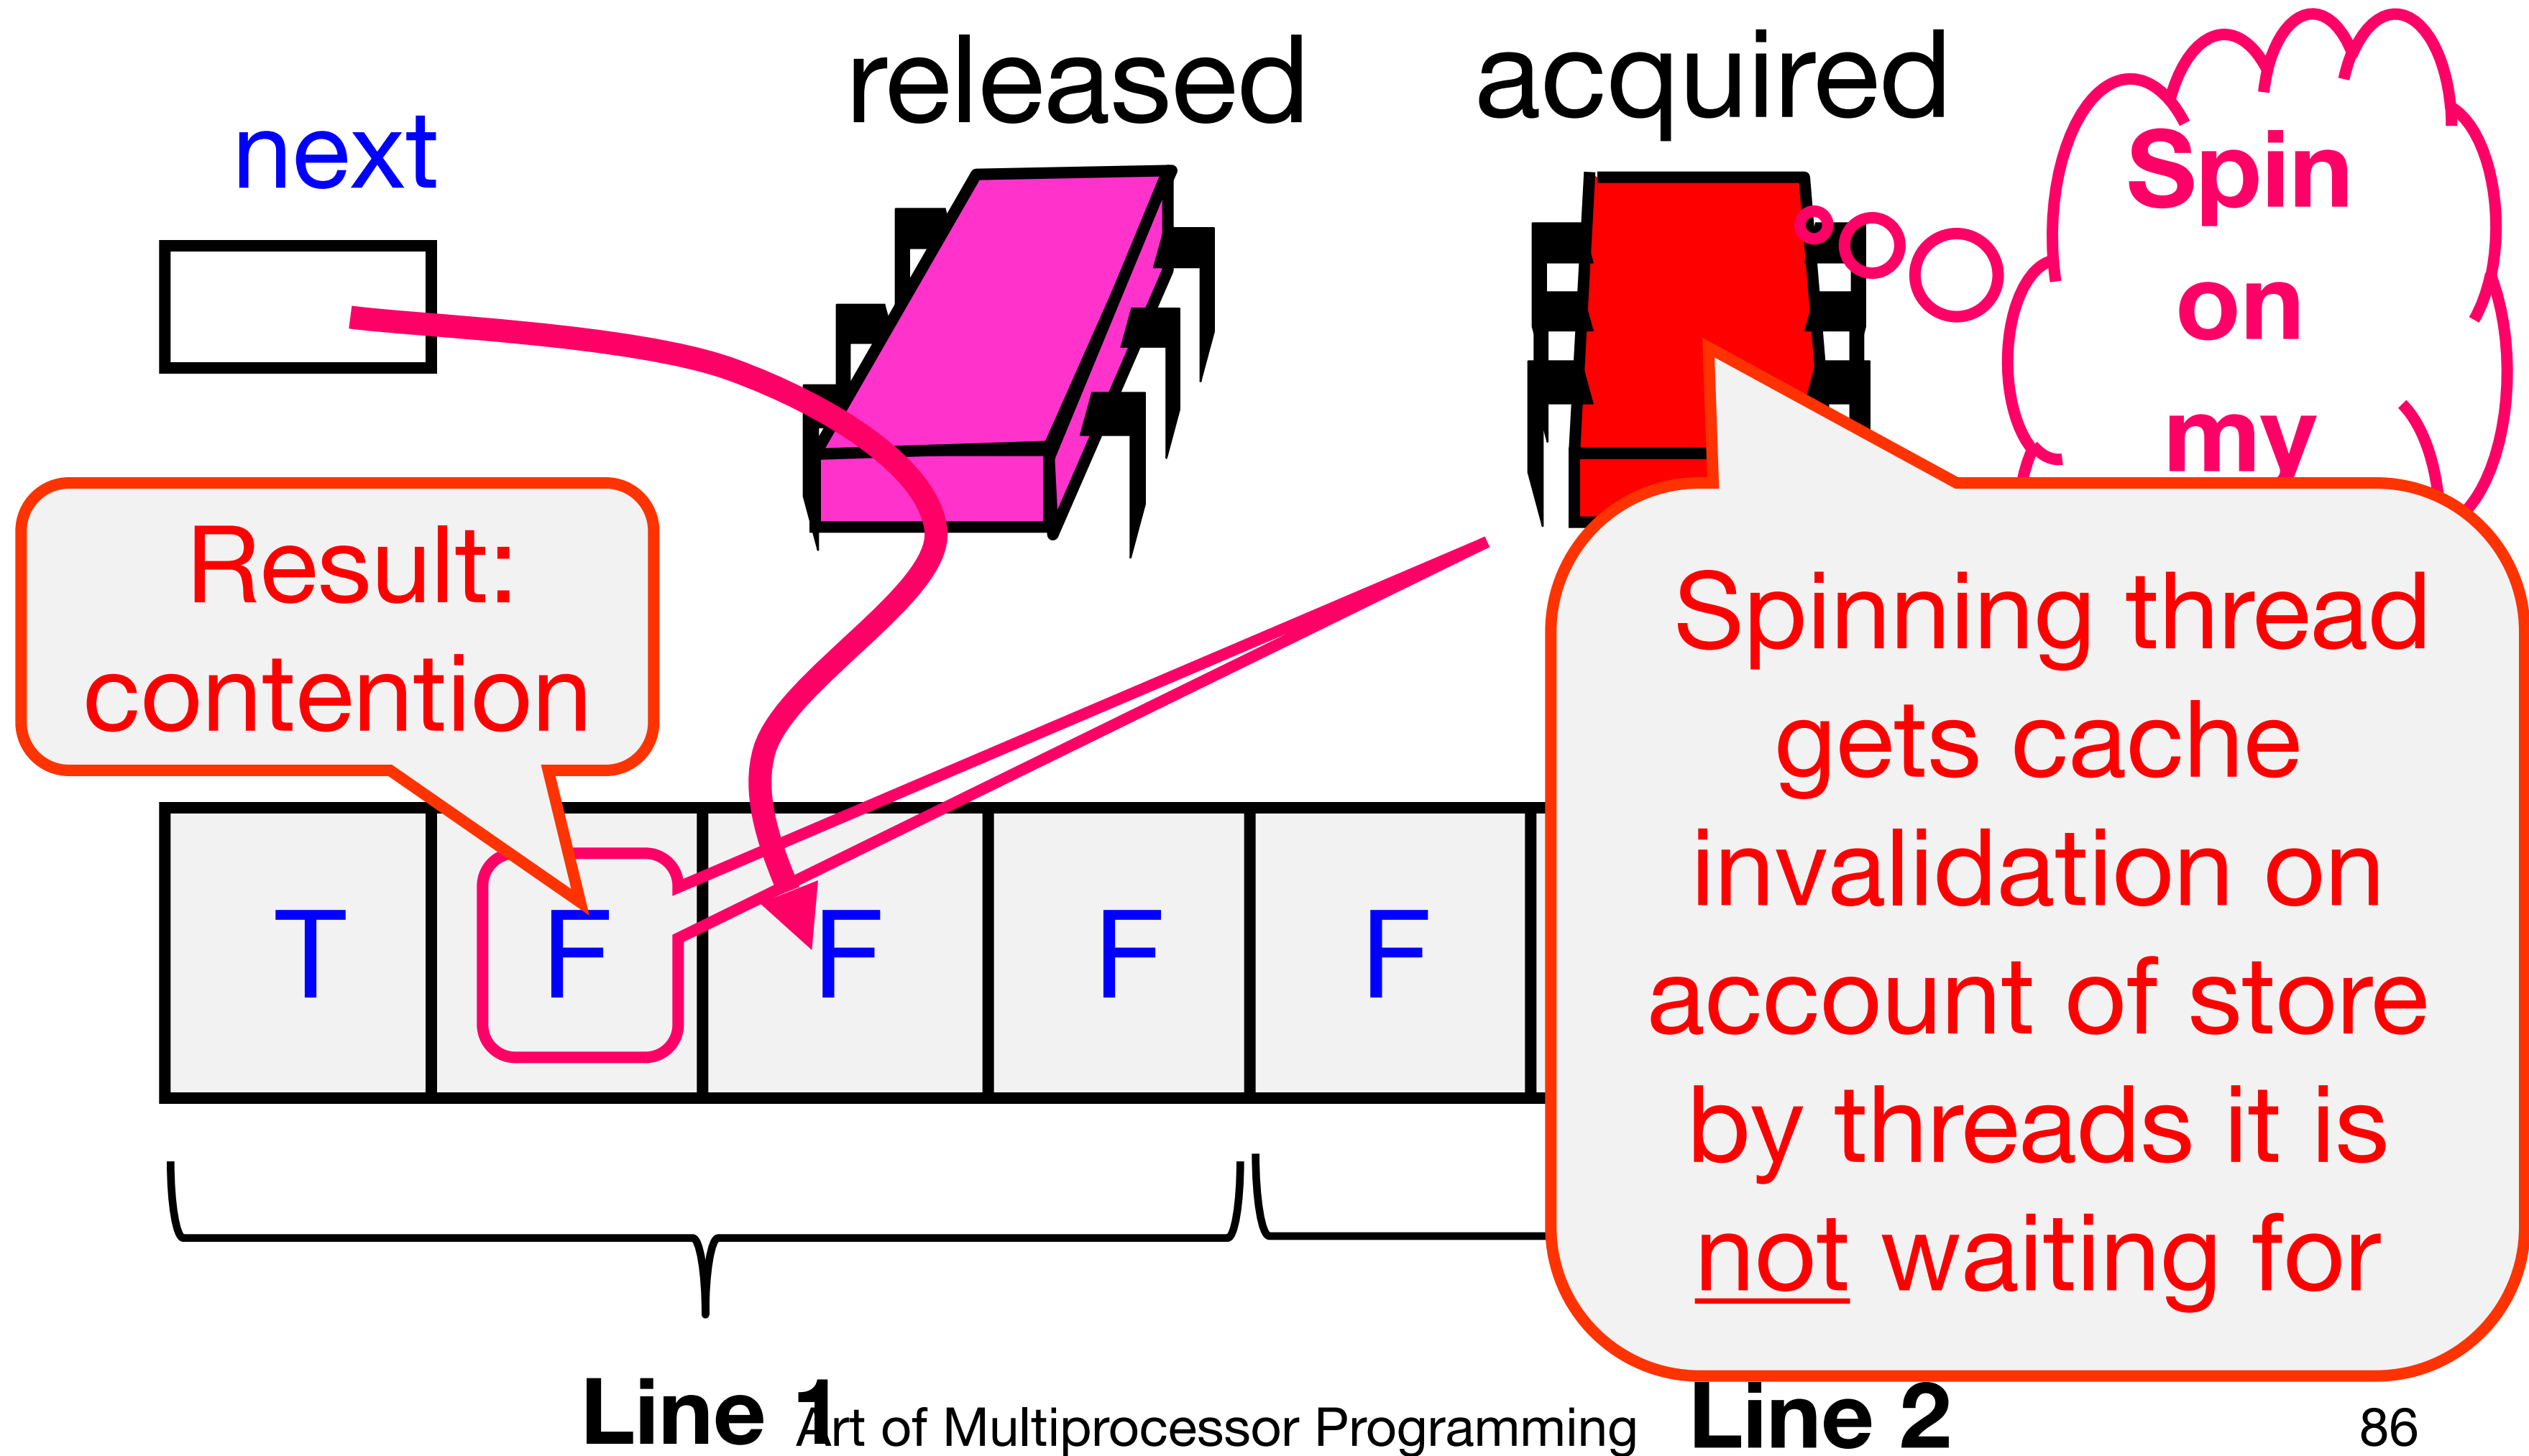 released
acquired
next
Spin
on
my
Result:
contention
Spinning thread
gets cache
invalidation on
account of store
by threads it is
not waiting for
T F F F F
Line 1
Art of Multiprocessor Programming
Line 2
86